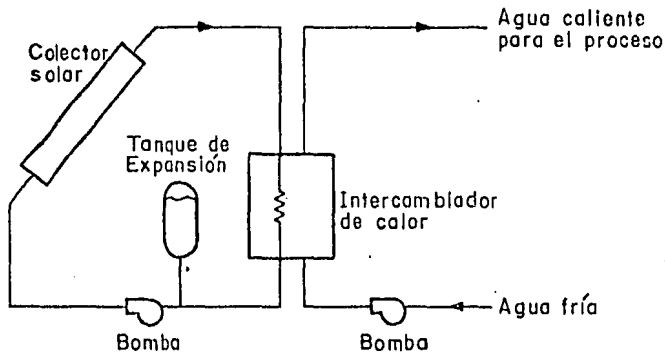 Agua caliente
para el proceso
Colector
solar
Tanque de
Expansión
Intercambiador
de calor
Agua fría
Bomba
Bomba